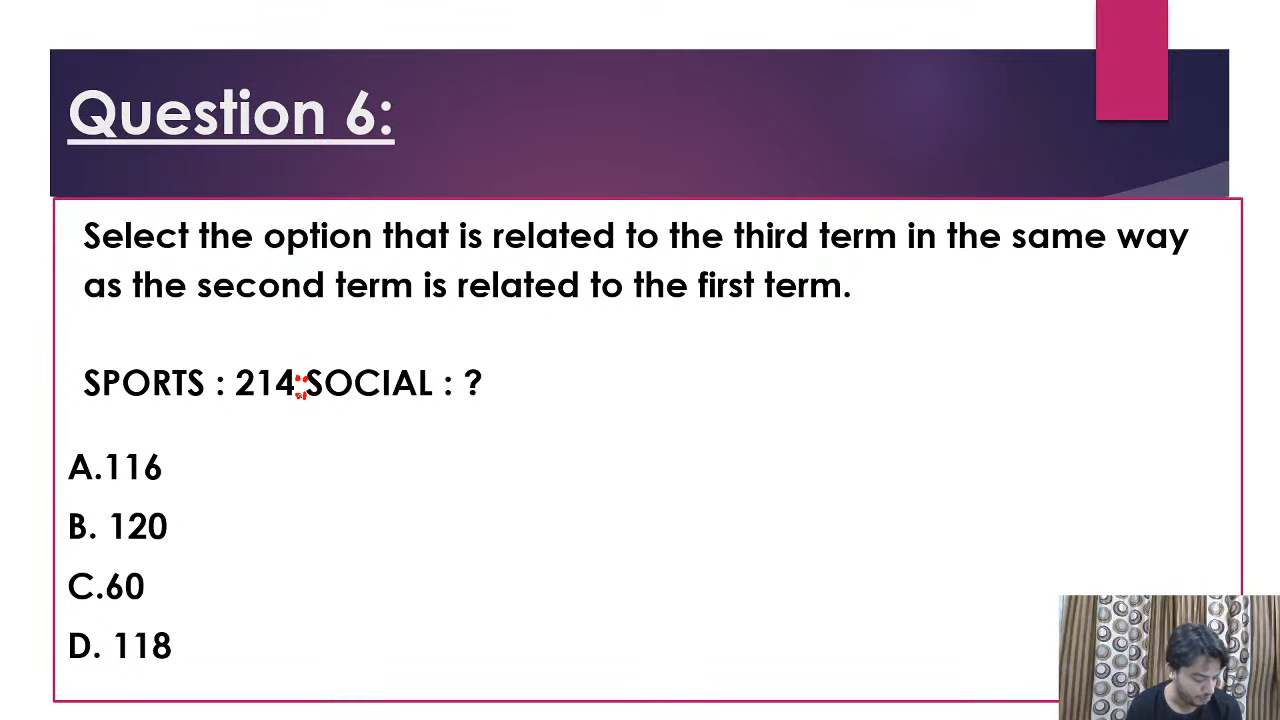 Question 6:
Select the option that is related to the third term in the same way
as the second term is related to the first term.
SPORTS : 214 :: SOCIAL : ?
A.116
B. 120
C.60
D. 118